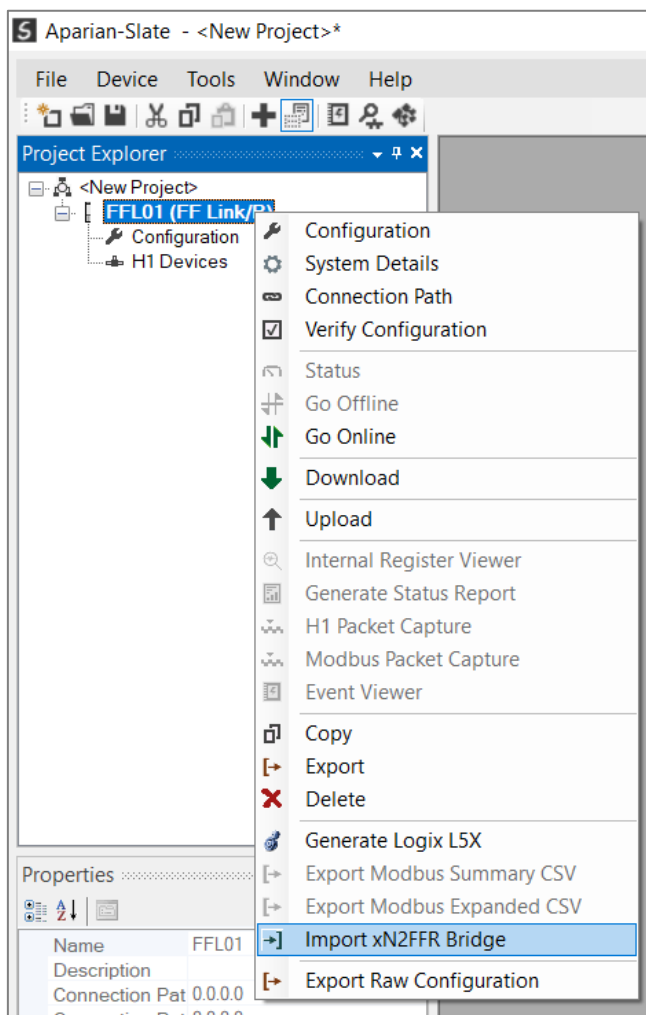 S Aparian-Slate - <New Project>*
File Device Tools Window Help
Project Explorer
<New Project>
FFL01 (FF Link/B)
Configuration
H1 Devices
Configuration
System Details
Connection Path
Verify Configuration
Status
Go Offline
Go Online
Download
Upload
Internal Register Viewer
Generate Status Report
H1 Packet Capture
Modbus Packet Capture
Event Viewer
Copy
Export
Delete
Generate Logix L5X
Export Modbus Summary CSV
Export Modbus Expanded CSV
Import xN2FFR Bridge
Export Raw Configuration
Properties
Name FFL01
Description
Connection Pat 0.0.0.0